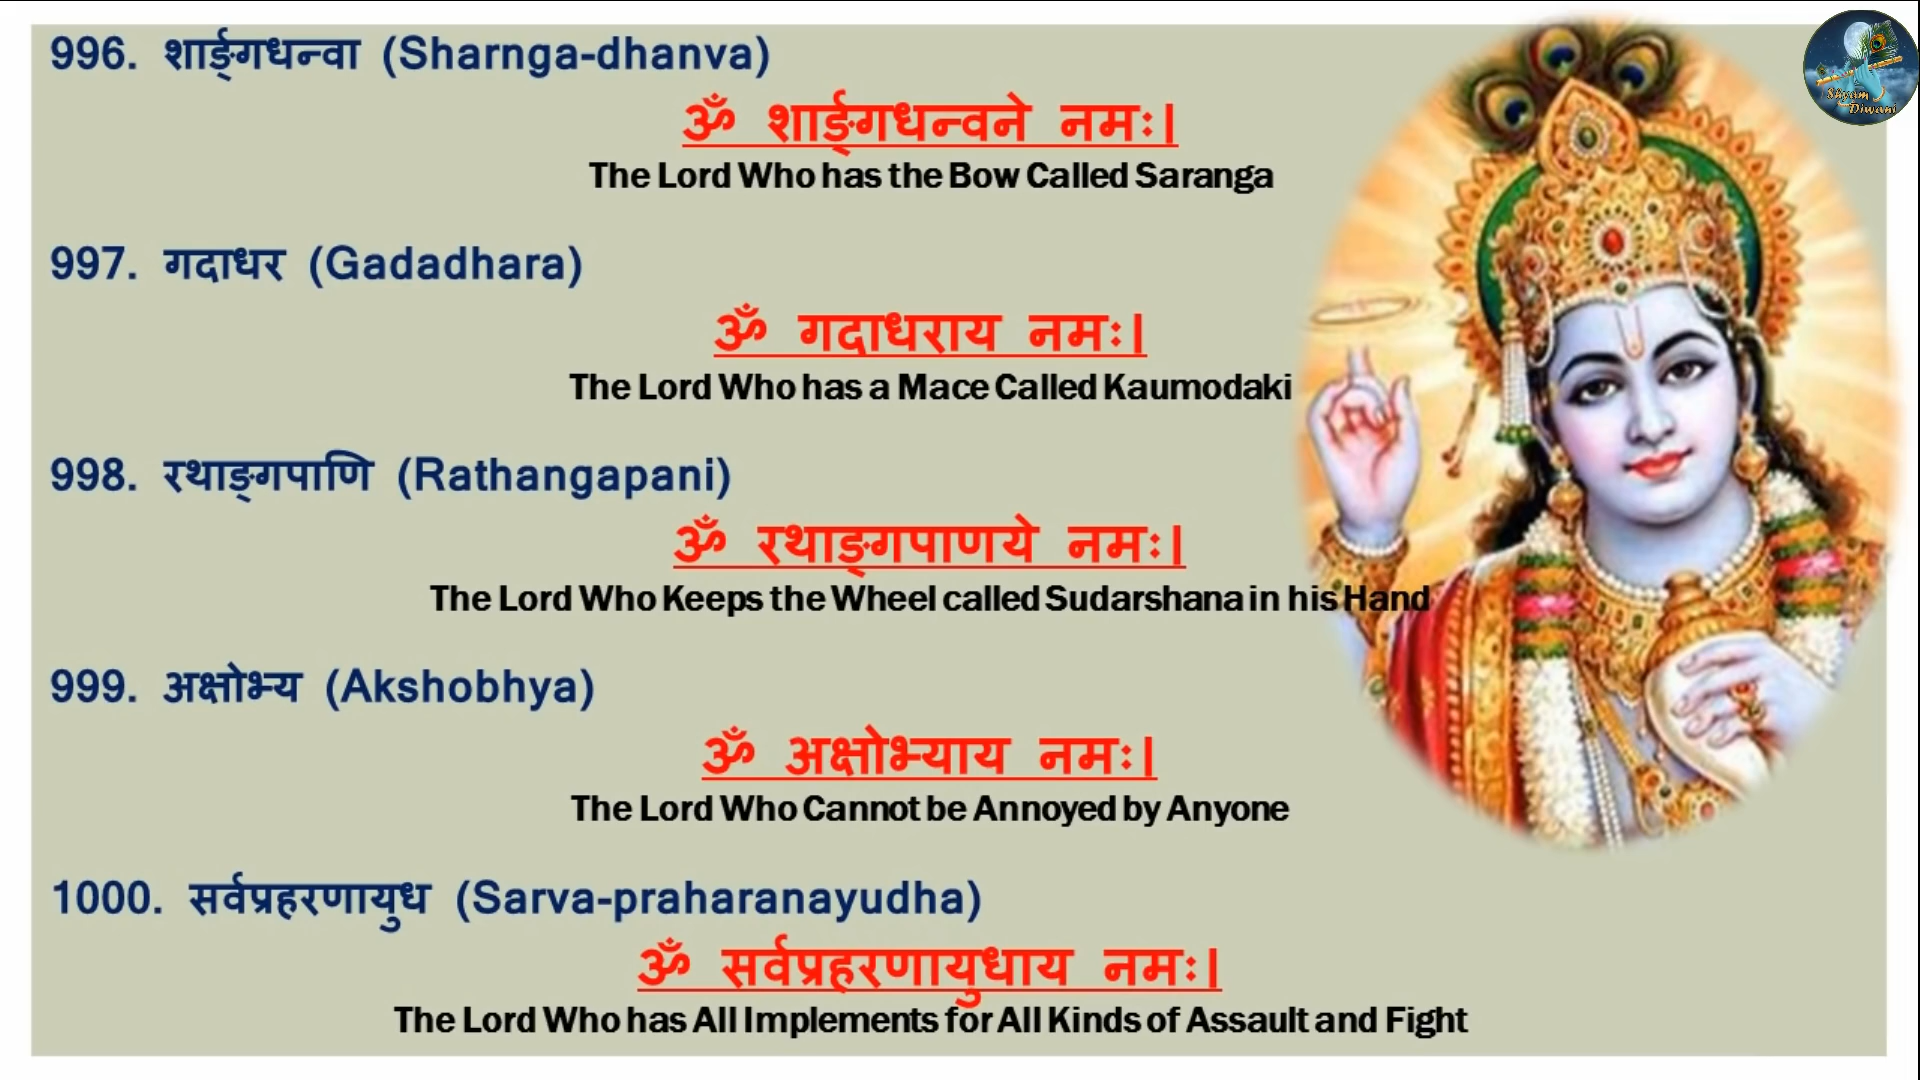 996. शार्ङ्गधन्वा (Sharnga-dhanva)
ॐ शार्ङ्गधन्वने नमः।
The Lord Who has the Bow Called Saranga
997. गदाधर (Gadadhara)
ॐ गदाधराय नमः।
The Lord Who has a Mace Called Kaumodaki
998. रथाङ्गपाणि (Rathangapani)
ॐ रथाङ्गपाणये नमः।
The Lord Who Keeps the Wheel called Sudarshana in his Hand
999. अक्षोभ्य (Akshobhya)
ॐ अक्षोभ्याय नमः।
The Lord Who Cannot be Annoyed by Anyone
1000. सर्वप्रहरणायुध (Sarva-praharanayudha)
ॐ सर्वप्रहरणायुधाय नमः।
The Lord Who has All Implements for All Kinds of Assault and Fight
Shyam
Diwani